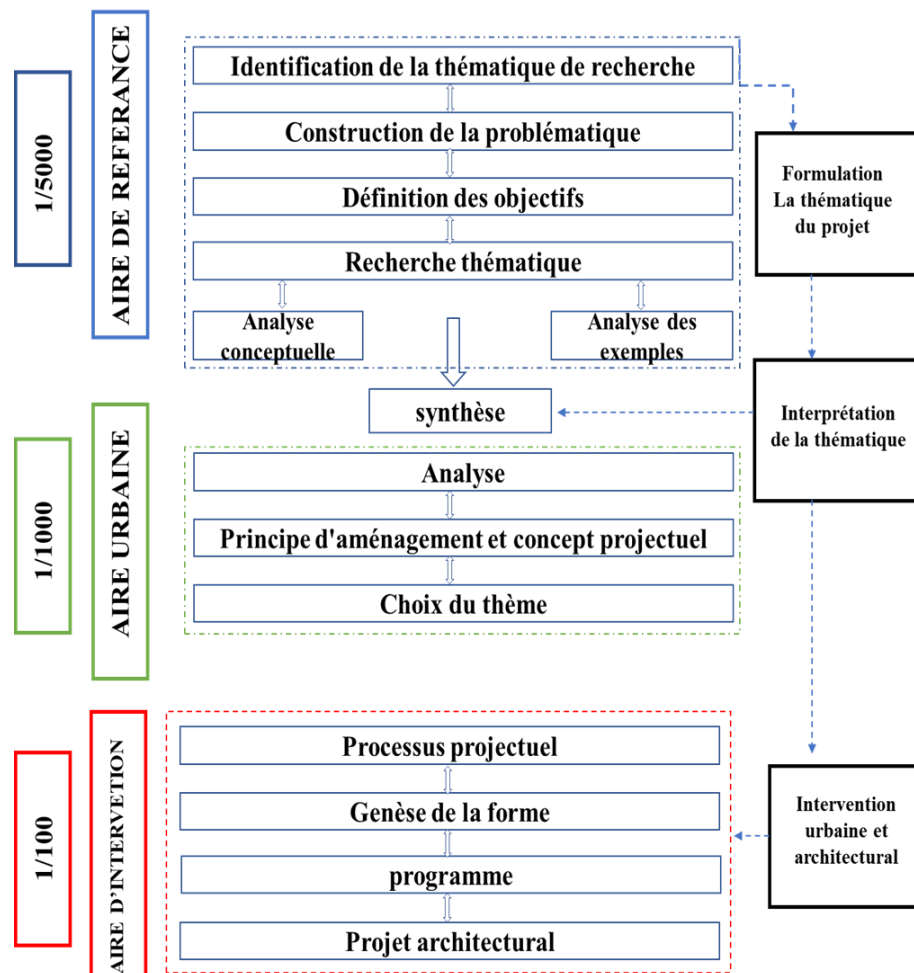 1/5000
AIRE DE REFERANCE
Identification de la thématique de recherche
Construction de la problématique
Définition des objectifs
Recherche thématique
Analyse
conceptuelle
Analyse des
exemples
Formulation
La thématique
du projet
synthèse
Interprétation
de la thématique
1/1000
AIRE URBAINE
Analyse
Principe d'aménagement et concept projectuel
Choix du thème
1/100
AIRE D'INTERVETION
Processus projectuel
Genèse de la forme
programme
Projet architectural
Intervention
urbaine et
architectural